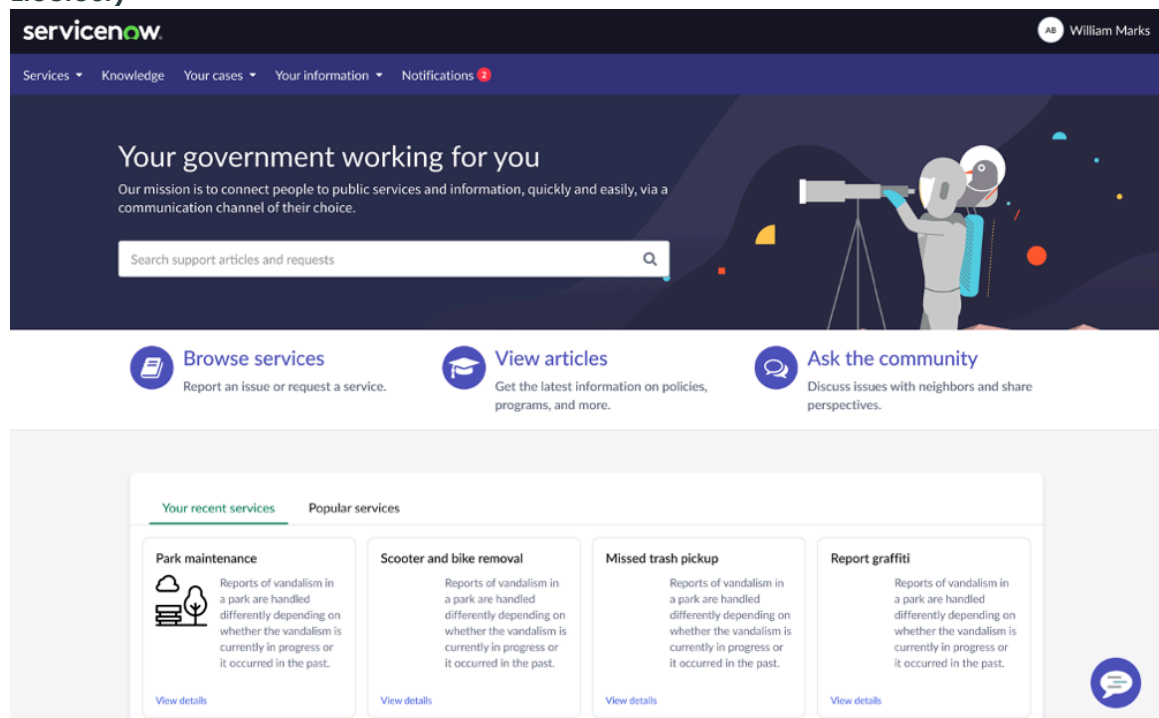 servicenow.
AB William Marks
Services Knowledge Your cases Your information Notifications 2
Your government working for you
Our mission is to connect people to public services and information, quickly and easily, via a
communication channel of their choice.
Search support articles and requests
Browse services
Report an issue or request a service.
View articles
Get the latest information on policies,
programs, and more.
Ask the community
Discuss issues with neighbors and share
perspectives.
Your recent services Popular services
Park maintenance
Reports of vandalism in
a park are handled
differently depending on
whether the vandalism is
currently in progress or
it occurred in the past.
View details
Scooter and bike removal
Reports of vandalism in
a park are handled
differently depending on
whether the vandalism is
currently in progress or
it occurred in the past.
View details
Missed trash pickup
Reports of vandalism in
a park are handled
differently depending on
whether the vandalism is
currently in progress or
it occurred in the past.
View details
Report graffiti
Reports of vandalism in
a park are handled
differently depending on
whether the vandalism is
currently in progress or
it occurred in the past.
View details